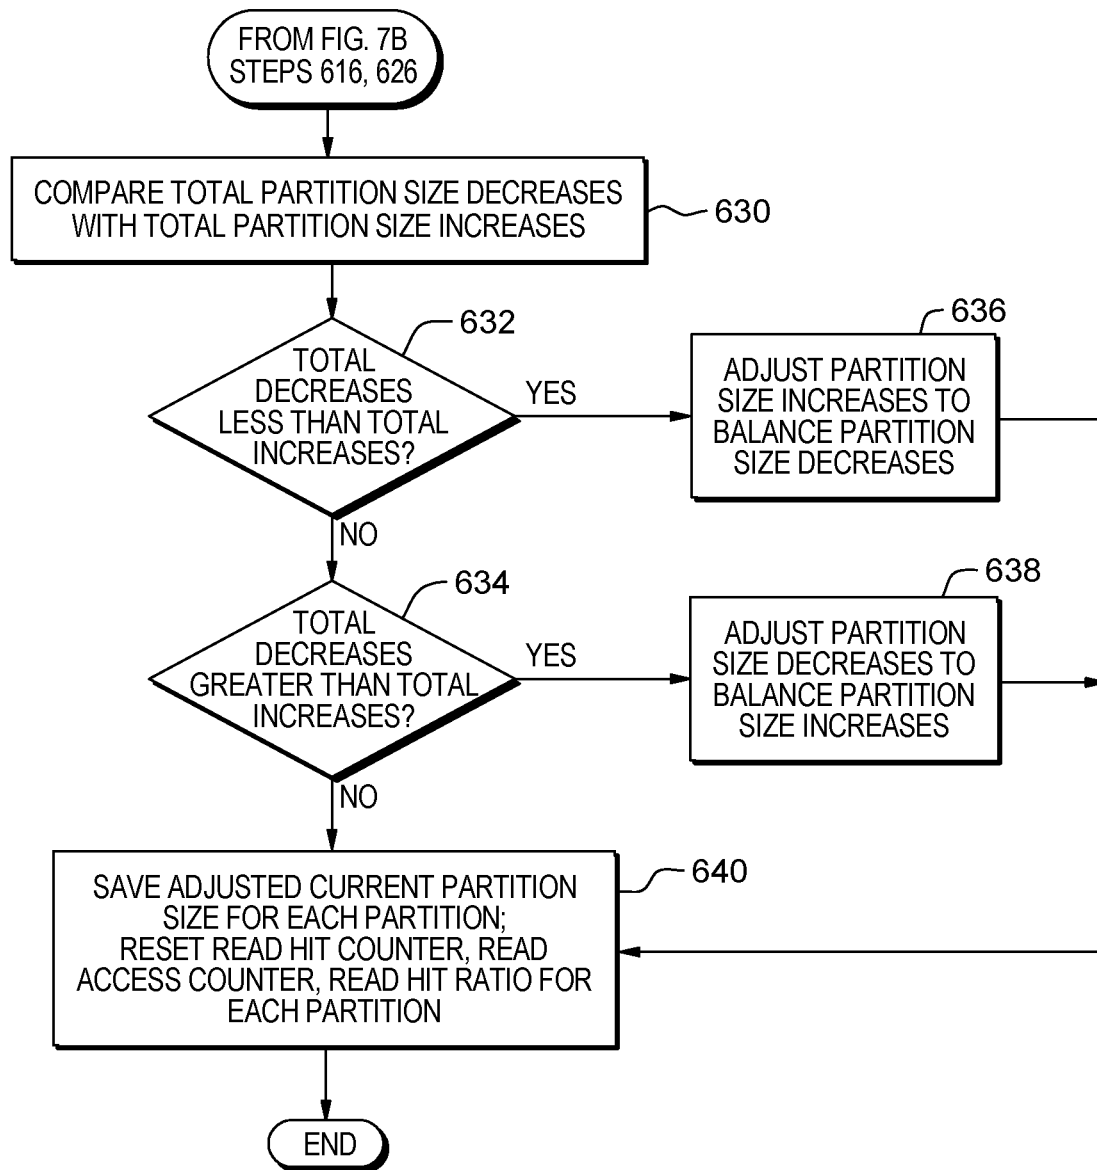 FROM FIG. 7B
STEPS 616, 626
COMPARE TOTAL PARTITION SIZE DECREASES
WITH TOTAL PARTITION SIZE INCREASES
630
632
TOTAL
DECREASES
LESS THAN TOTAL
INCREASES?
YES
636
ADJUST PARTITION
SIZE INCREASES TO
BALANCE PARTITION
SIZE DECREASES
NO
634
TOTAL
DECREASES
GREATER THAN TOTAL
INCREASES?
YES
638
ADJUST PARTITION
SIZE DECREASES TO
BALANCE PARTITION
SIZE INCREASES
NO
640
SAVE ADJUSTED CURRENT PARTITION
SIZE FOR EACH PARTITION;
RESET READ HIT COUNTER, READ
ACCESS COUNTER, READ HIT RATIO FOR
EACH PARTITION
END